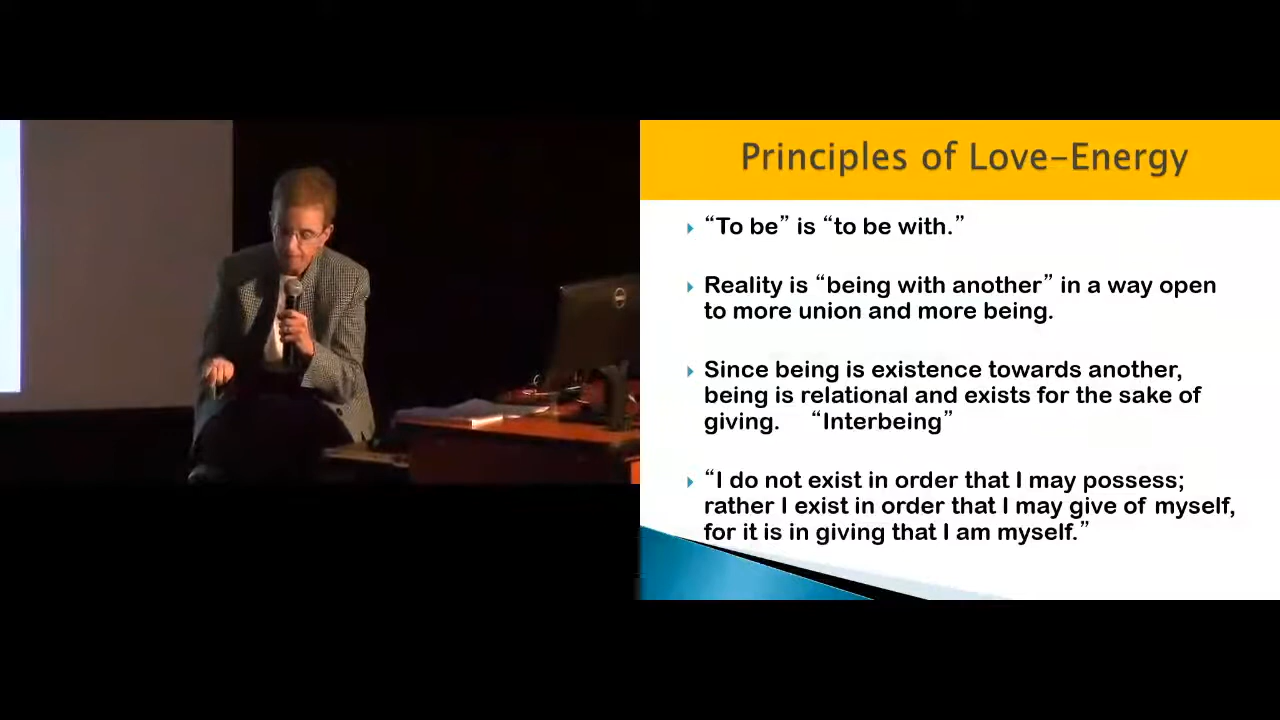 Principles of Love-Energy
“To be” is “to be with.”
Reality is “being with another” in a way open
to more union and more being.
Since being is existence towards another,
being is relational and exists for the sake of
giving. “Interbeing”
“I do not exist in order that I may possess;
rather I exist in order that I may give of myself,
for it is in giving that I am myself.”